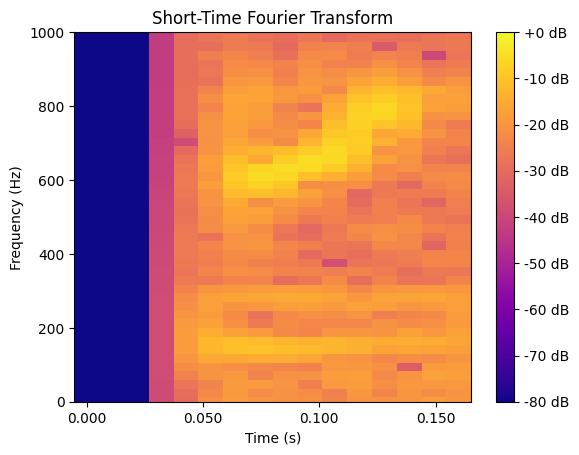 Short-Time Fourier Transform
1000
800
600
400
200
0
Frequency (Hz)
0.000
0.050
0.100
0.150
Time (s)
+0 dB
-10 dB
-20 dB
-30 dB
-40 dB
-50 dB
-60 dB
-70 dB
-80 dB